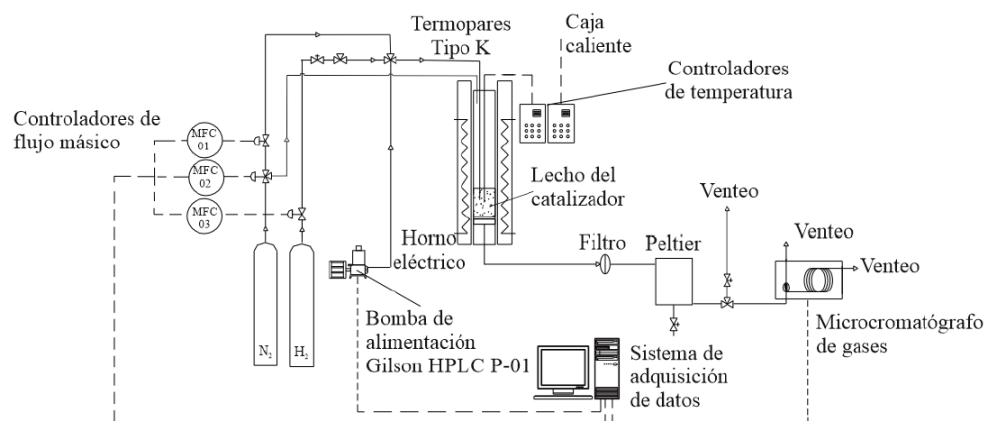 Termopares
Tipo K
Caja
caliente
Controladores
de temperatura
Controladores de
flujo másico
MFC
01
MFC
02
MFC
03
Lecho del
catalizador
Horno
eléctrico
Filtro
Peltier
Venteo
Venteo
Venteo
Microcromatógrafo
de gases
Bomba de
alimentación
Gilson HPLC P-01
Sistema de
adquisición
de datos
N2
H2